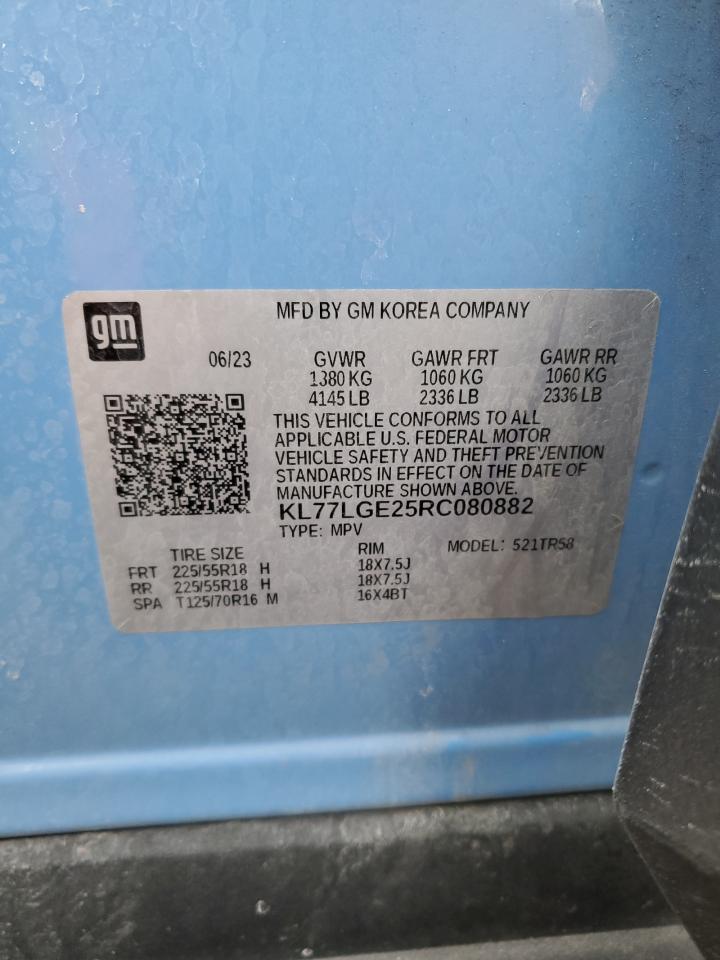 gm
MFD BY GM KOREA COMPANY
06/23 GVWR GAWR FRT GAWR RR
1380 KG 1060 KG 1060 KG
4145 LB 2336 LB 2336 LB
THIS VEHICLE CONFORMS TO ALL
APPLICABLE U.S. FEDERAL MOTOR
VEHICLE SAFETY AND THEFT PREVENTION
STANDARDS IN EFFECT ON THE DATE OF
MANUFACTURE SHOWN ABOVE.
KL77LGE25RC080882
TYPE: MPV
TIRE SIZE RIM MODEL: 521TR58
FRT 225/55R18 H 18X7.5J
RR 225/55R18 H 18X7.5J
SPA T125/70R16 M 16X4BT